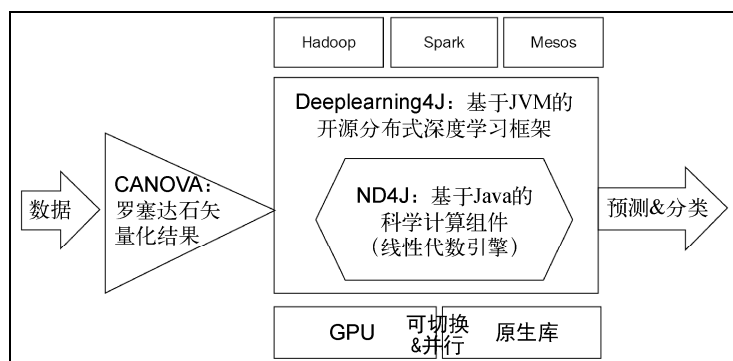 Hadoop
Spark
Mesos
Deeplearning4J：基于JVM的
开源分布式深度学习框架
CANOVA：
罗塞达石矢
量化结果
数据
ND4J：基于Java的
科学计算组件
（线性代数引擎）
预测&分类
GPU
可切换
&并行
原生库